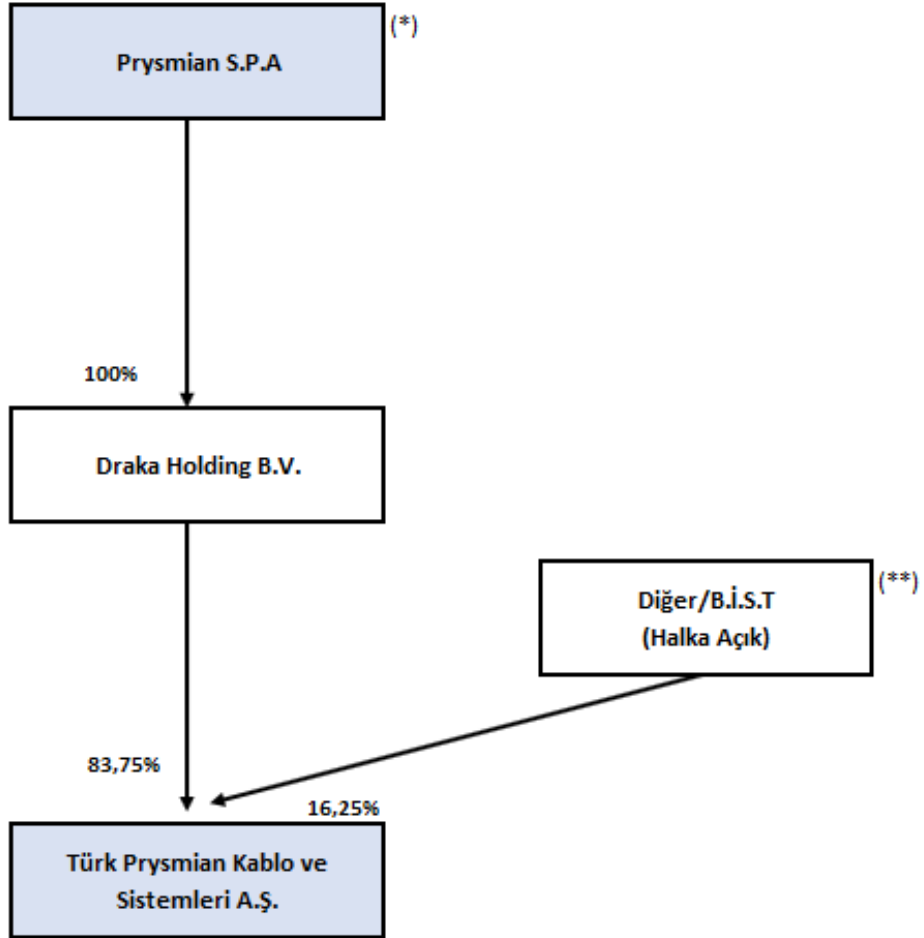 Prysmian S.P.A
(*)
100%
Draka Holding B.V.
Diğer/B.İ.S.T
(Halka Açık)
(**)
83,75%
16,25%
Türk Prysmian Kablo ve
Sistemleri A.Ş.